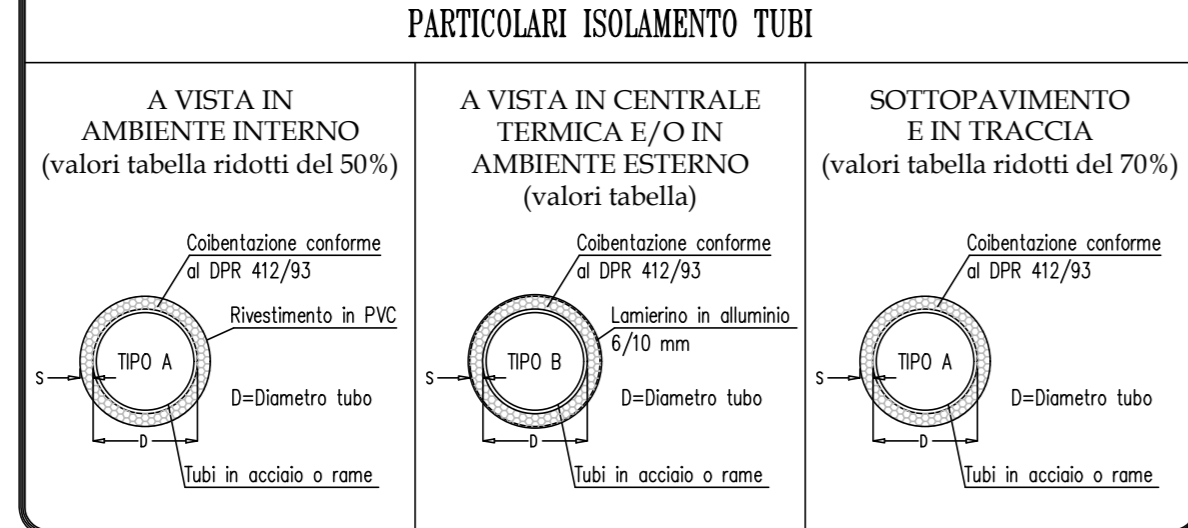 PARTICOLARI ISOLAMENTO TUBI
A VISTA IN
AMBIENTE INTERNO
(valori tabella ridotti del 50%)
Coibentazione conforme
al DPR 412/93
Rivestimento in PVC
TIPO A
S
D=Diametro tubo
D
Tubi in acciaio o rame
A VISTA IN CENTRALE
TERMICA E/O IN
AMBIENTE ESTERNO
(valori tabella)
Coibentazione conforme
al DPR 412/93
Lamierino in alluminio
6/10 mm
TIPO B
S
D=Diametro tubo
D
Tubi in acciaio o rame
SOTTOPAVIMENTO
E IN TRACCIA
(valori tabella ridotti del 70%)
Coibentazione conforme
al DPR 412/93
TIPO A
S
D=Diametro tubo
D
Tubi in acciaio o rame